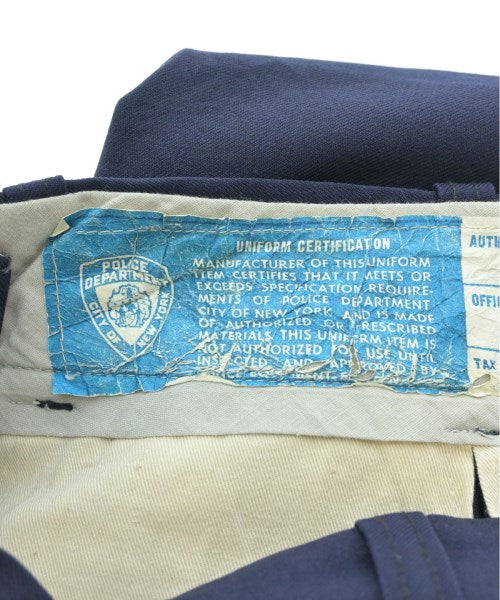 POLICE
DEPARTMENT
CITY OF
NEW YORK
UNIFORM CERTIFICATION
MANUFACTURER OF THIS UNIFORM
ITEM CERTIFIES THAT IT MEETS OR
EXCEEDS SPECIFICATION REQUIRE-
MENTS OF POLICE DEPARTMENT
CITY OF NEW YORK, AND IS MADE
OF AUTHORIZED OR PRESCRIBED
MATERIALS. THIS UNIFORM ITEM IS
NOT AUTHORIZED FOR USE UNTIL
INSPECTED AND APPROVED BY
AUTH
OFFI
TAX